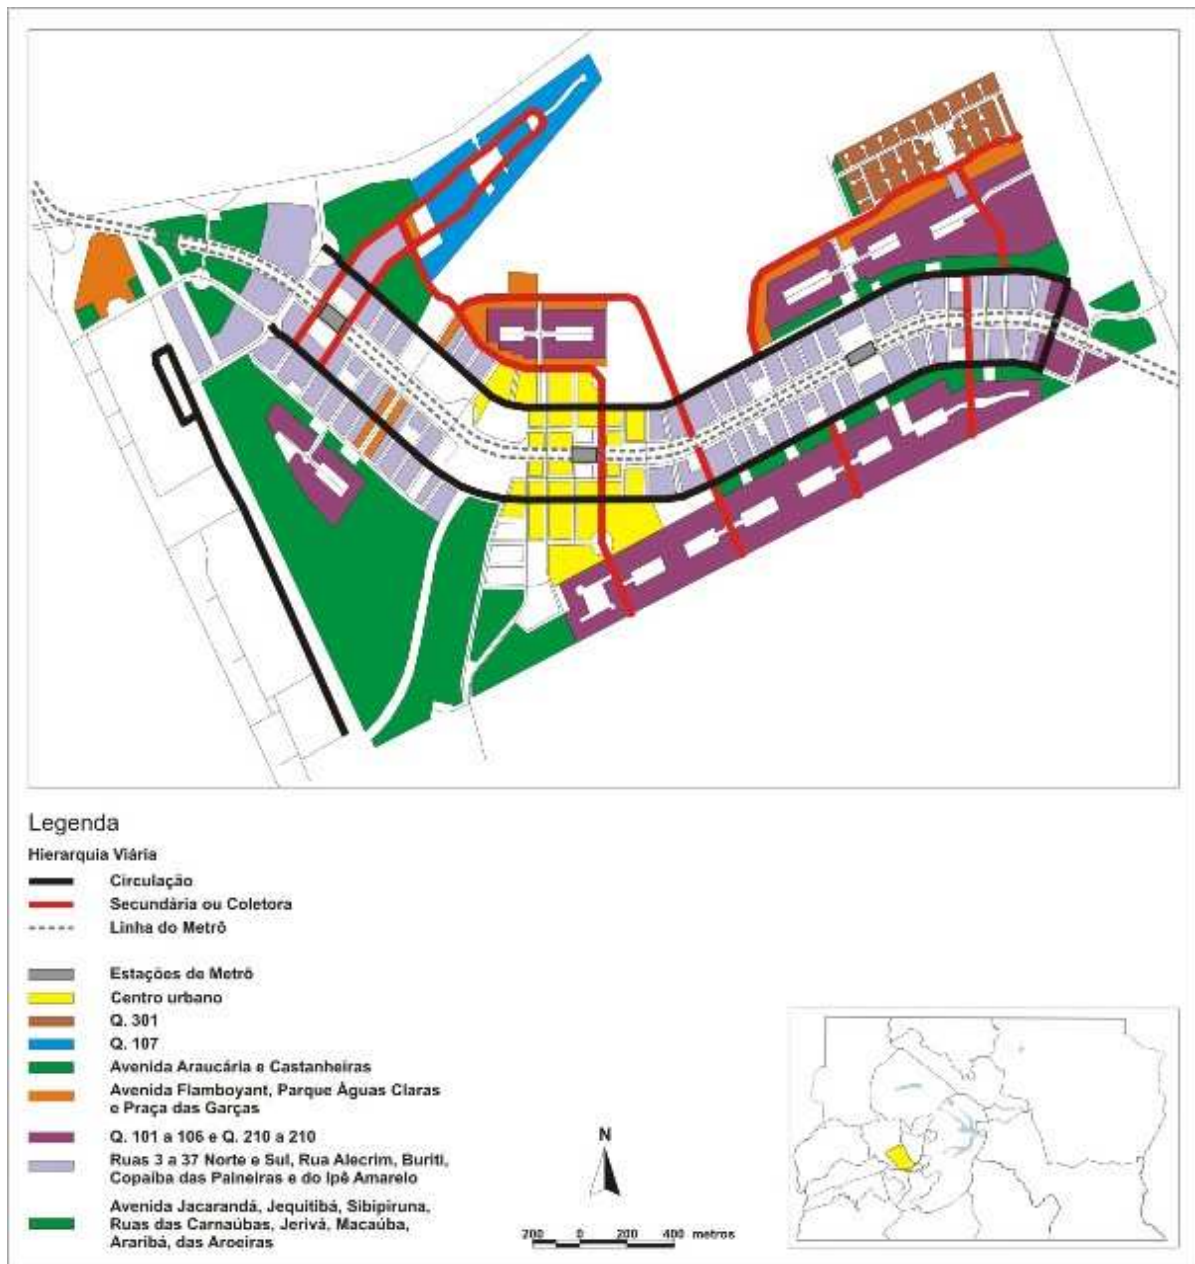 Legenda
Hierarquia Viária
Circulação
Secundária ou Coletora
Linha do Metrô
Estações de Metrô
Centro urbano
Q. 301
Q. 107
Avenida Araucária e Castanheiras
Avenida Flamboyant, Parque Águas Claras
e Praça das Garças
Q. 101 a 106 e Q. 210 a 210
Ruas 3 a 37 Norte e Sul, Rua Alecrim, Buriti,
Copaíba das Paineiras e do Ipê Amarelo
Avenida Jacarandá, Jequitibá, Sibipiruna,
Ruas das Carnaúbas, Jerivá, Macaúba,
Araribá, das Aroeiras
N
200 0 200 400 metros